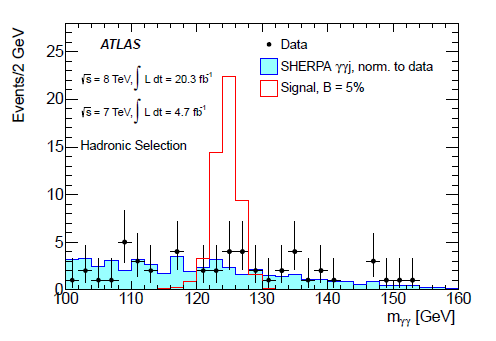 ATLAS
√s = 8 TeV, ∫ L dt = 20.3 fb⁻¹
√s = 7 TeV, ∫ L dt = 4.7 fb⁻¹
Hadronic Selection
Data
SHERPA γγj, norm. to data
Signal, B = 5%
Events/2 GeV
25
20
15
10
5
0
100 110 120 130 140 150 160
mγγ [GeV]